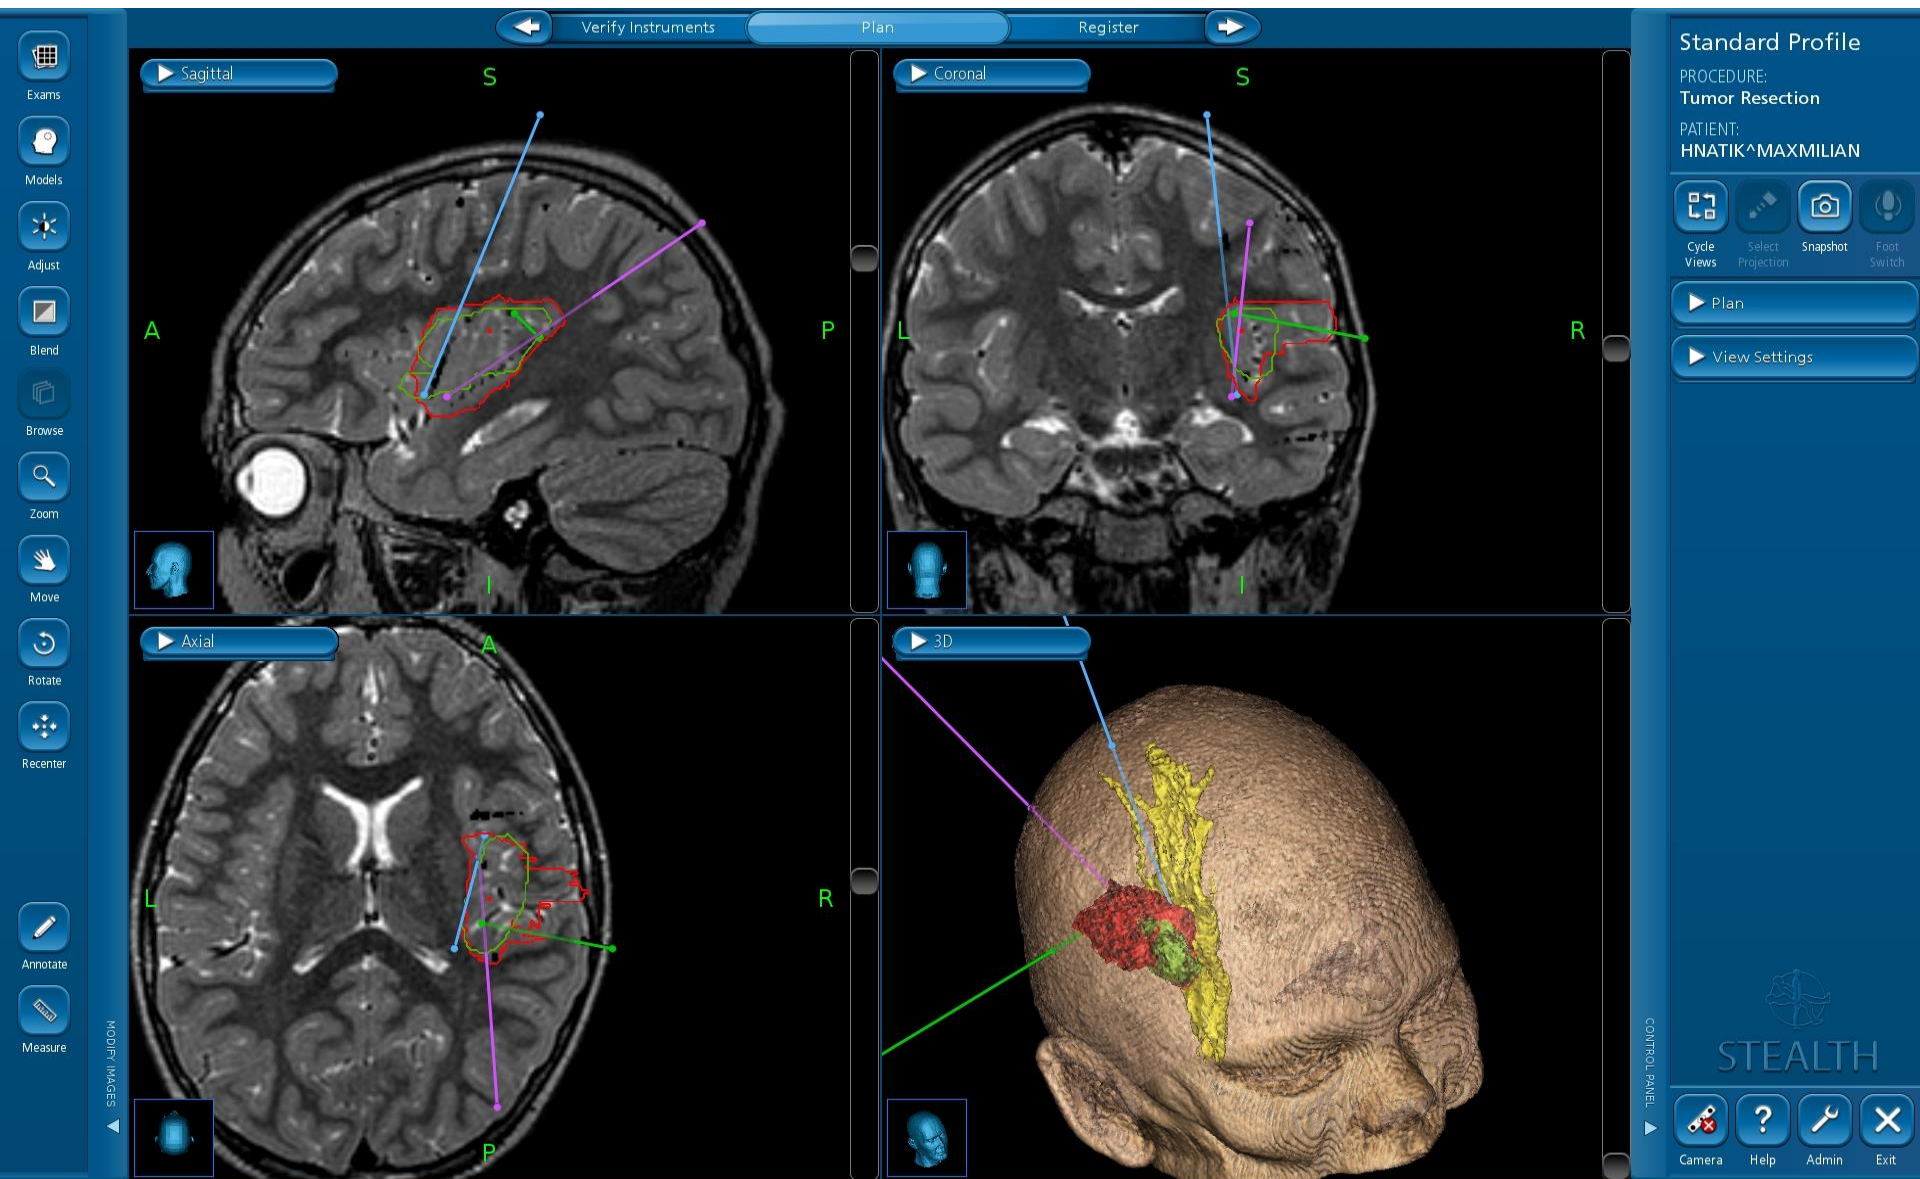 Verify Instruments
Plan
Register
Exams
Models
Adjust
Blend
Browse
Zoom
Move
Rotate
Recenter
Annotate
Measure
MODIFY IMAGES
Sagittal
S
A
P
I
Coronal
S
L
R
I
Axial
A
L
R
P
3D
Standard Profile
PROCEDURE:
Tumor Resection
PATIENT:
HNATIK^MAXMILIAN
Cycle
Views
Select
Projection
Snapshot
Foot
Switch
Plan
View Settings
CONTROL PANEL
STEALTH
Camera
Help
Admin
Exit